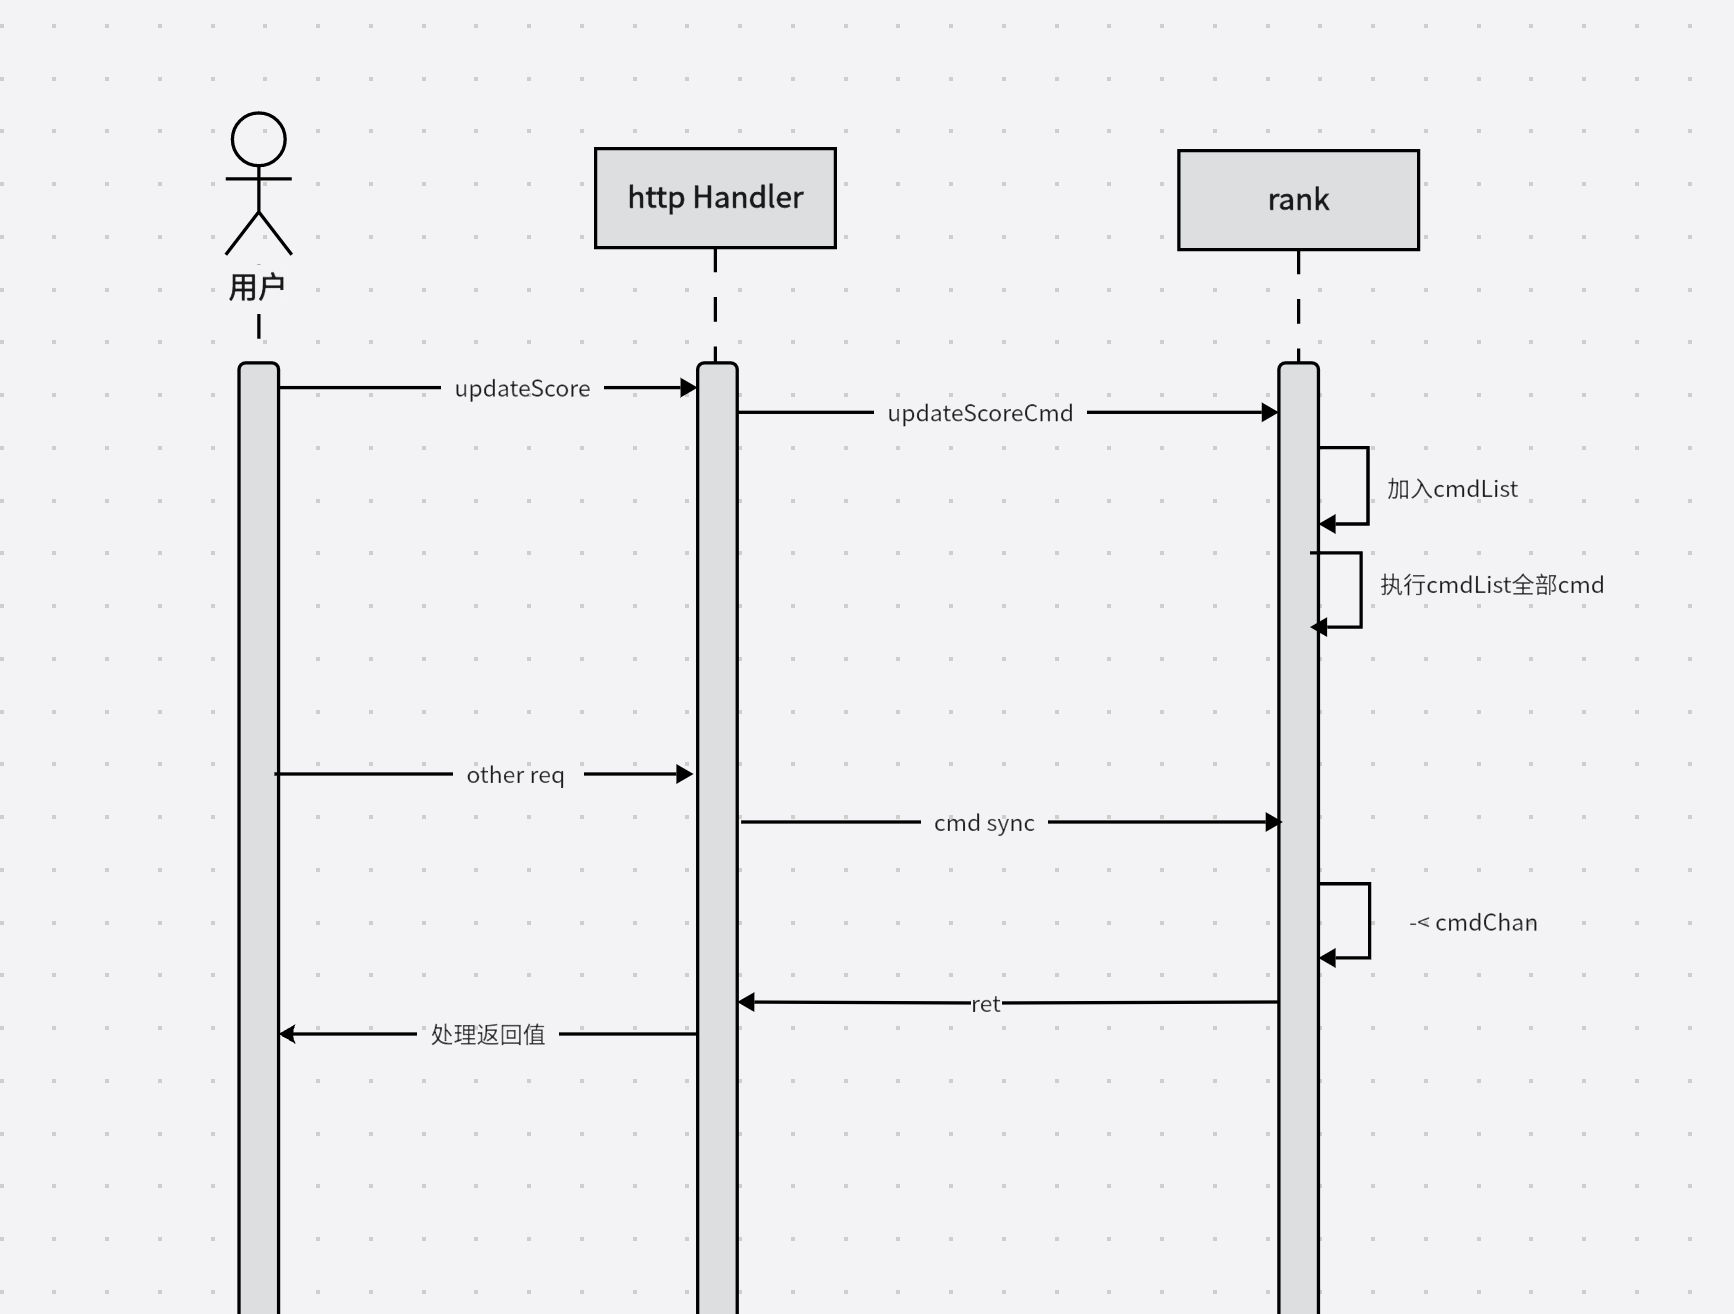 用户
http Handler
rank
updateScore
updateScoreCmd
加入cmdList
执行cmdList全部cmd
other req
cmd sync
-< cmdChan
ret
处理返回值